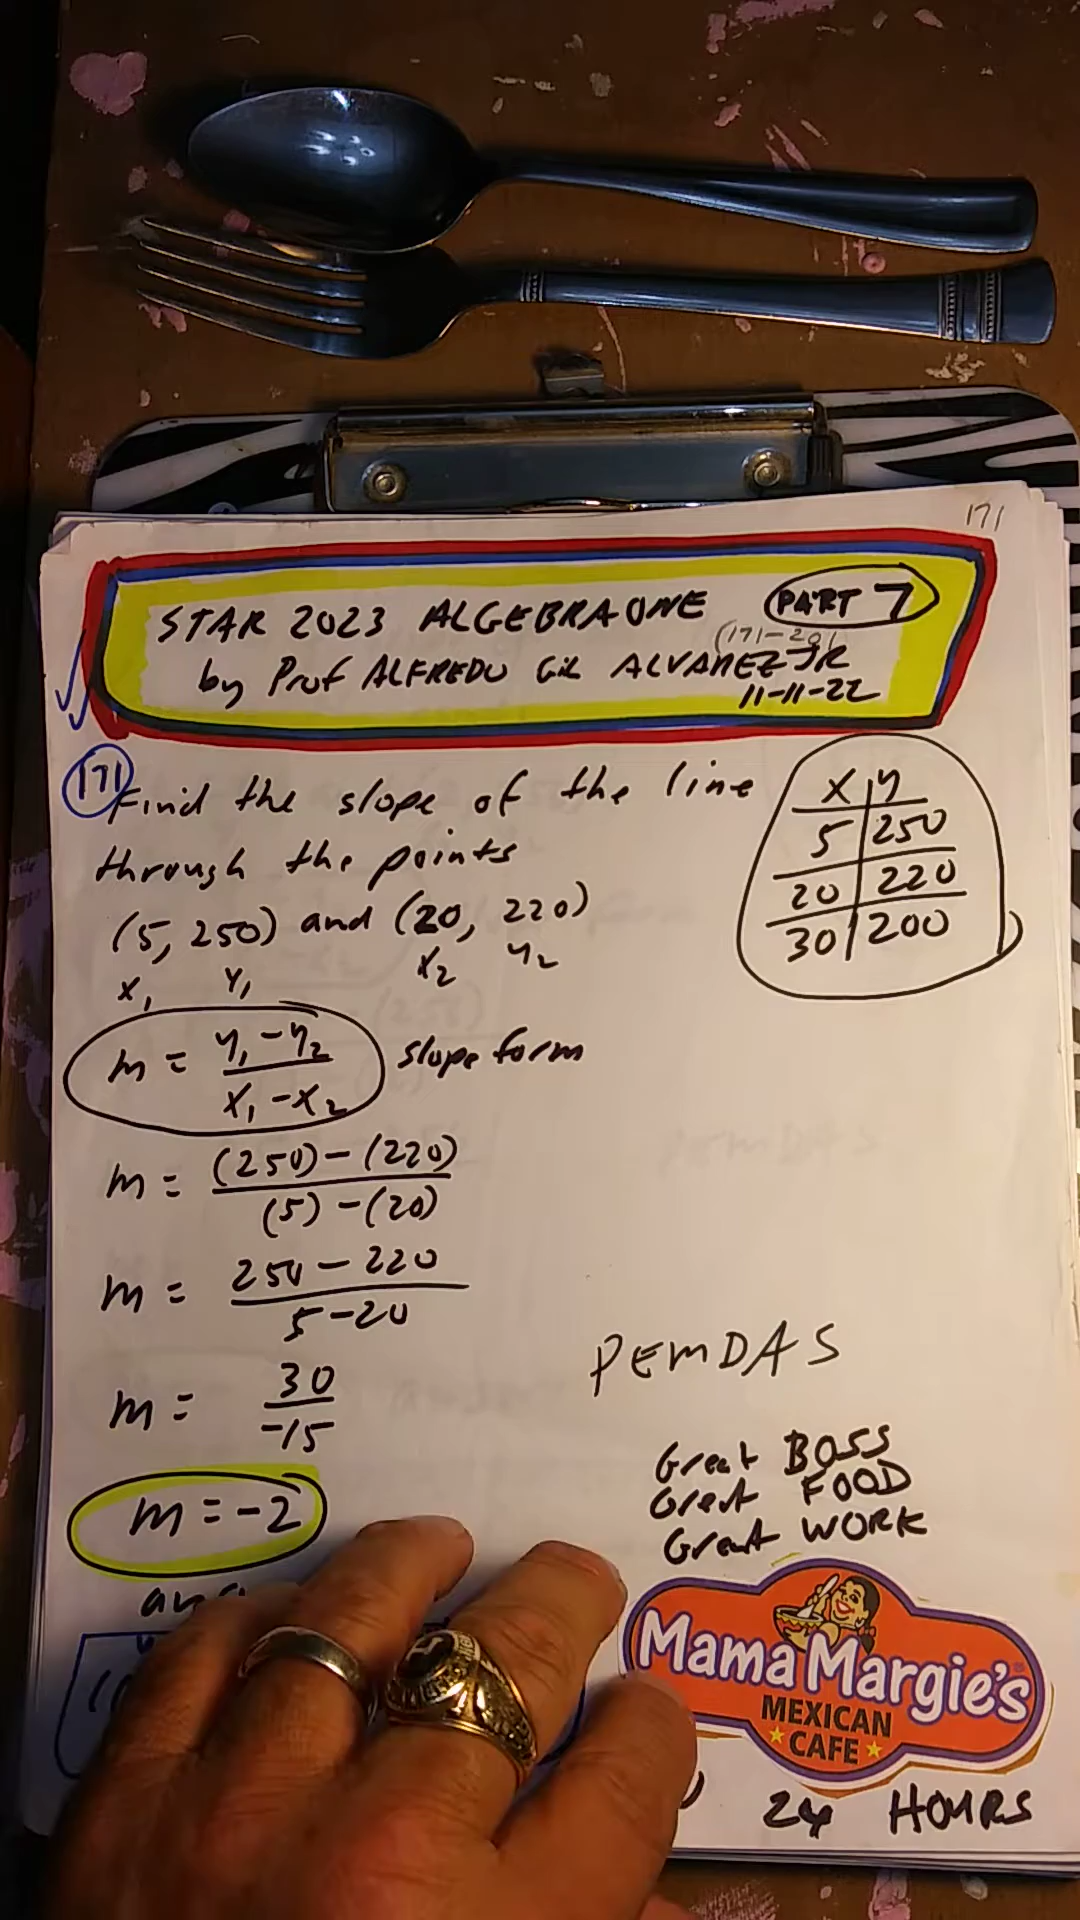 171
STAR 2023 ALGEBRA ONE PART 7
(171-201)
by Prof ALFREDO Gil ALVAREZ JR
11-11-22
171 Find the slope of the line
through the points
(5, 250) and (20, 220)
x₁ y₁ x₂ y₂
x | y
5 | 250
20 | 220
30 | 200
m = y₁ - y₂ / x₁ - x₂ slope form
m = (250) - (220) / (5) - (20)
m = 250 - 220 / 5 - 20
PEMDAS
m = 30 / -15
Great BOSS
Great FOOD
Great WORK
m = -2
Mama Margie's
MEXICAN
CAFE
24 HOURS